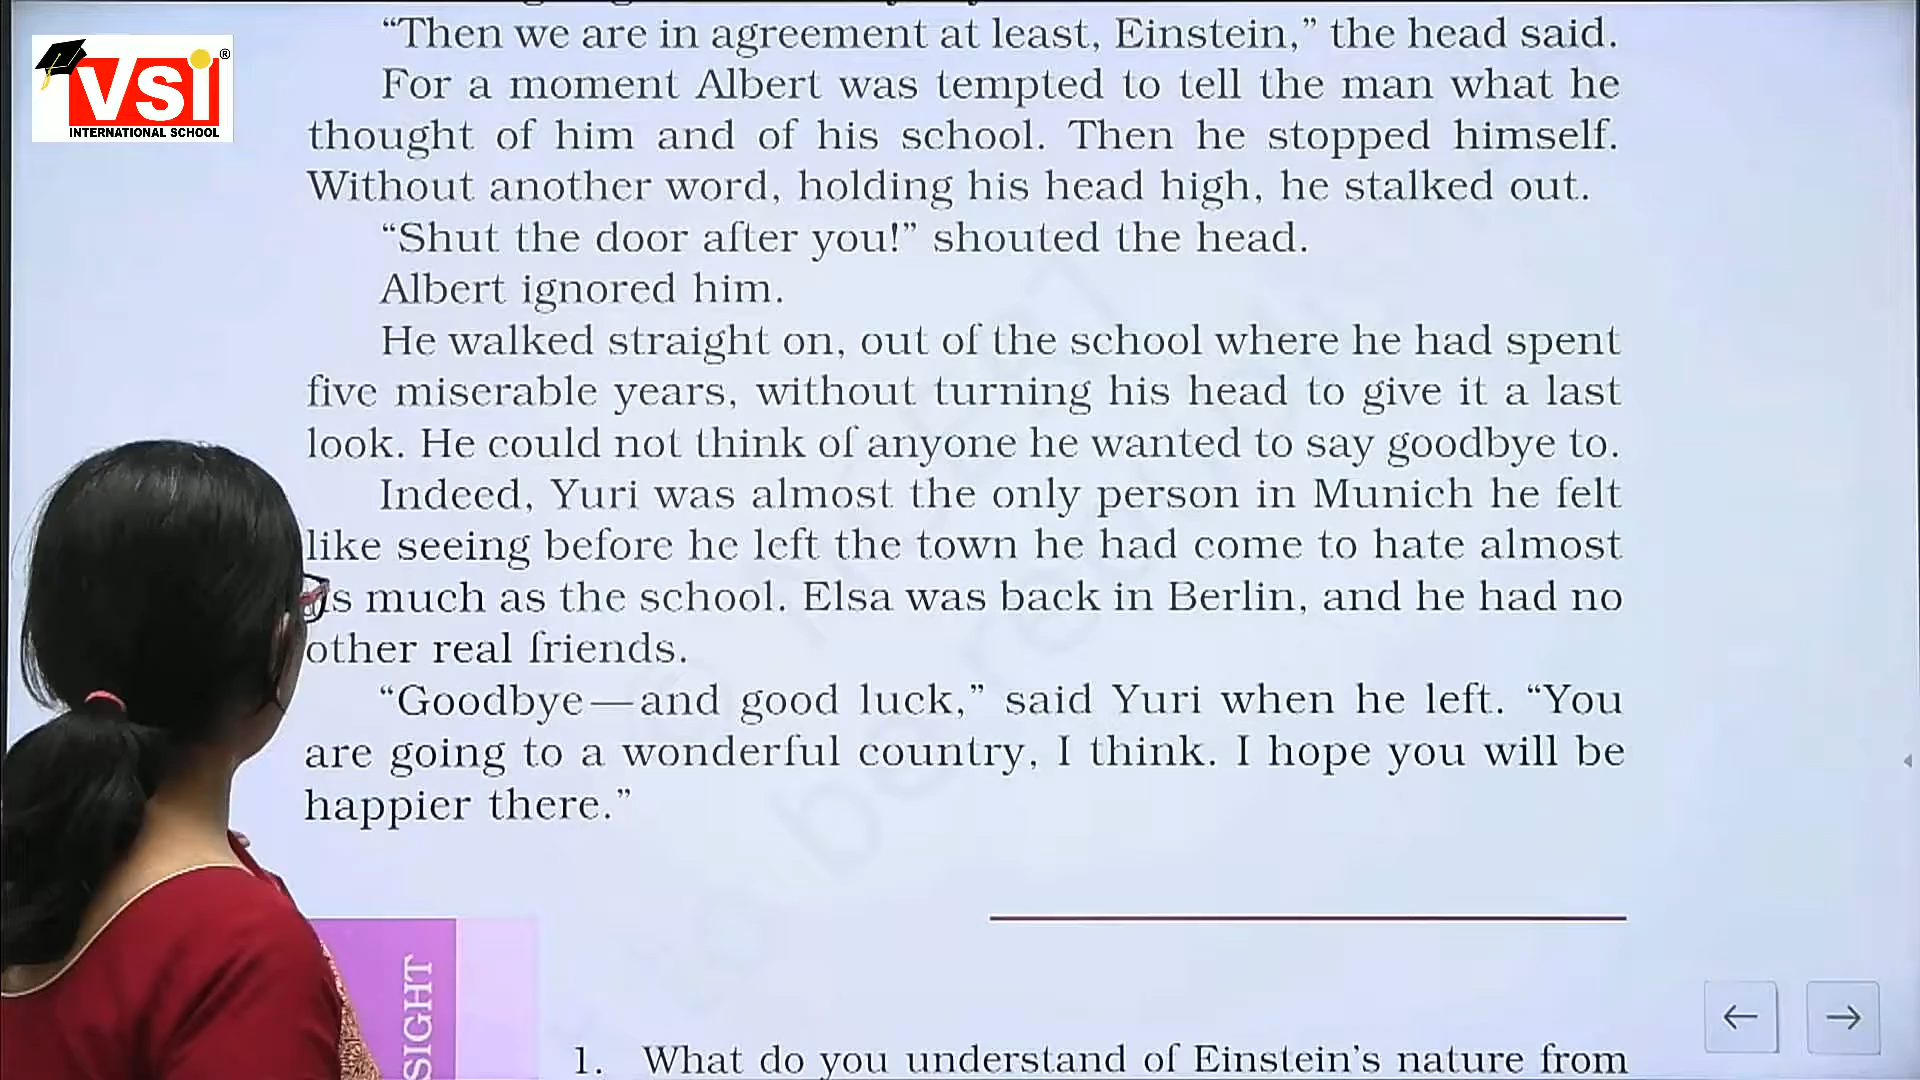 “Then we are in agreement at least, Einstein,” the head said.
VSI
®
INTERNATIONAL SCHOOL
For a moment Albert was tempted to tell the man what he
thought of him and of his school. Then he stopped himself.
Without another word, holding his head high, he stalked out.
“Shut the door after you!” shouted the head.
Albert ignored him.
He walked straight on, out of the school where he had spent
five miserable years, without turning his head to give it a last
look. He could not think of anyone he wanted to say goodbye to.
Indeed, Yuri was almost the only person in Munich he felt
like seeing before he left the town he had come to hate almost
as much as the school. Elsa was back in Berlin, and he had no
other real friends.
“Goodbye—and good luck,” said Yuri when he left. “You
are going to a wonderful country, I think. I hope you will be
happier there.”
SIGHT
1. What do you understand of Einstein’s nature from